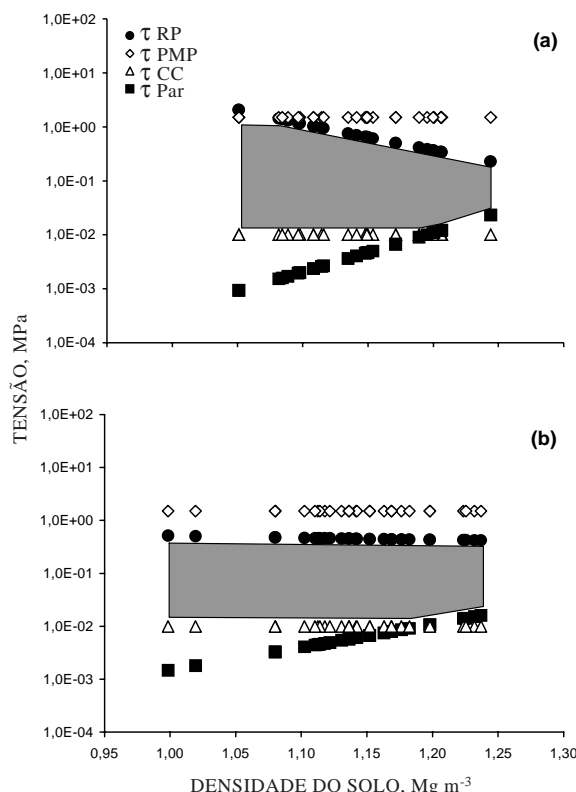 1,0E+02
(a)
τ RP
τ PMP
τ CC
τ Par
1,0E+01
1,0E+00
1,0E-01
1,0E-02
1,0E-03
1,0E-04
TENSÃO, MPa
1,0E+02
(b)
1,0E+01
1,0E+00
1,0E-01
1,0E-02
1,0E-03
1,0E-04
0,95 1,00 1,05 1,10 1,15 1,20 1,25 1,30
DENSIDADE DO SOLO, Mg m-3